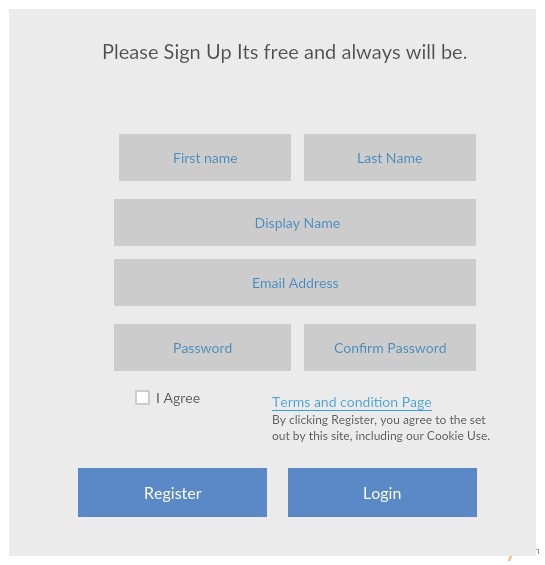 Please Sign Up Its free and always will be.
First name
Last Name
Display Name
Email Address
Password
Confirm Password
I Agree
Terms and condition Page
By clicking Register, you agree to the set
out by this site, including our Cookie Use.
Register
Login